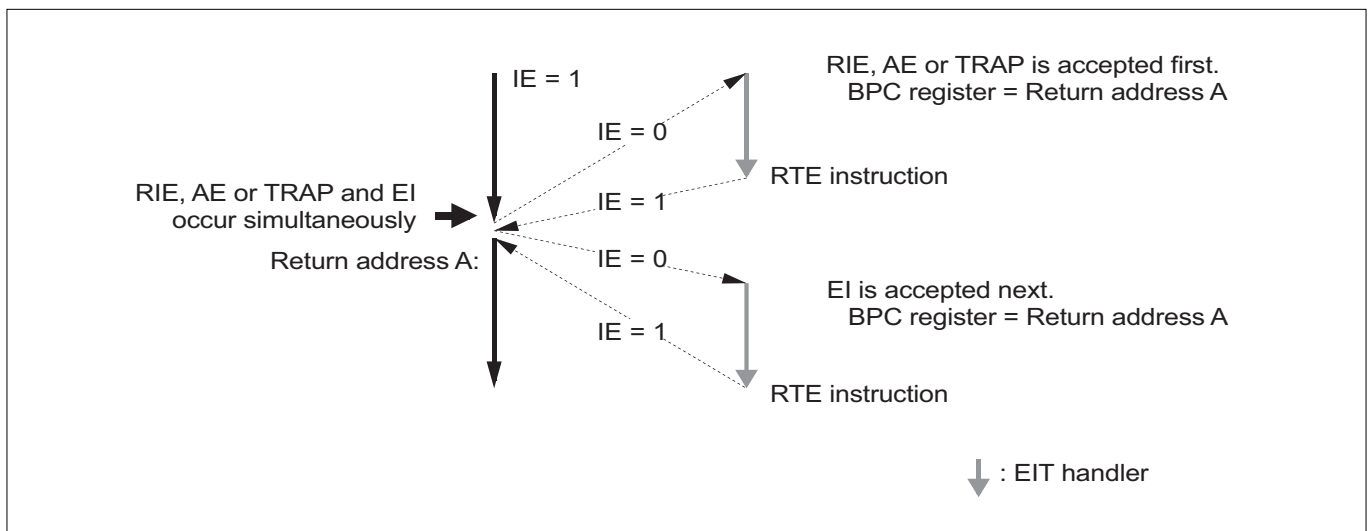 IE = 1
RIE, AE or TRAP is accepted first.
BPC register = Return address A
IE = 0
RTE instruction
RIE, AE or TRAP and EI
occur simultaneously
IE = 1
Return address A:
IE = 0
EI is accepted next.
BPC register = Return address A
IE = 1
RTE instruction
: EIT handler